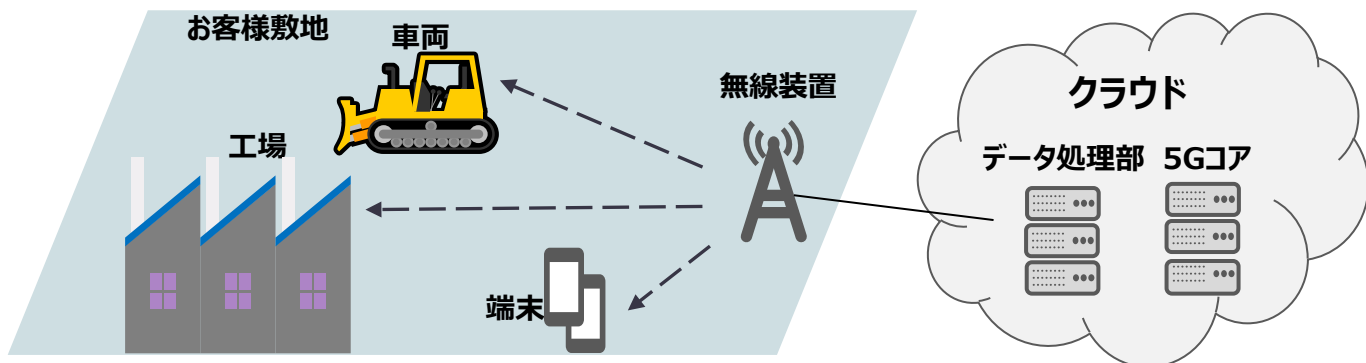 お客様敷地
車両
無線装置
クラウド
工場
データ処理部 5Gコア
端末